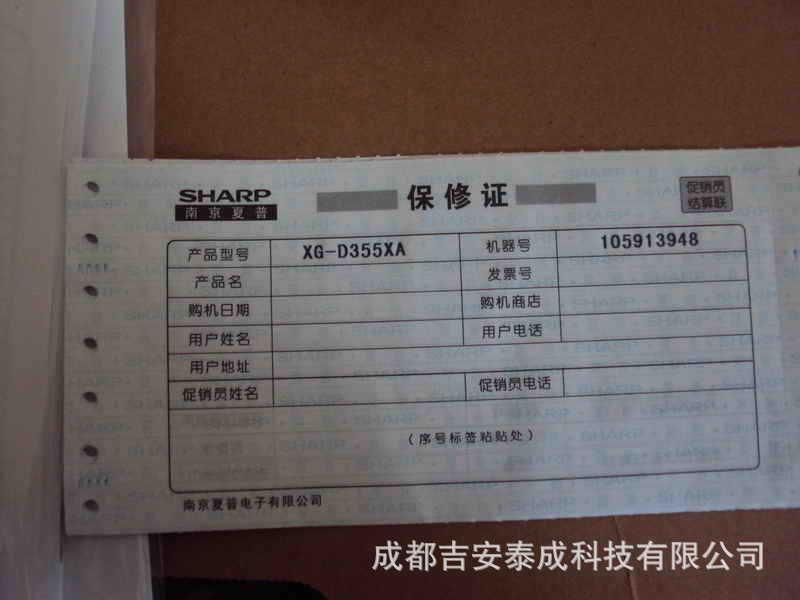 SHARP
南京夏普
保修证
促销员
结算联
产品型号 XG-D355XA 机器号 105913948
产品名 发票号
购机日期 购机商店
用户姓名 用户电话
用户地址
促销员姓名 促销员电话
(序号标签粘贴处)
南京夏普电子有限公司
成都吉安泰成科技有限公司